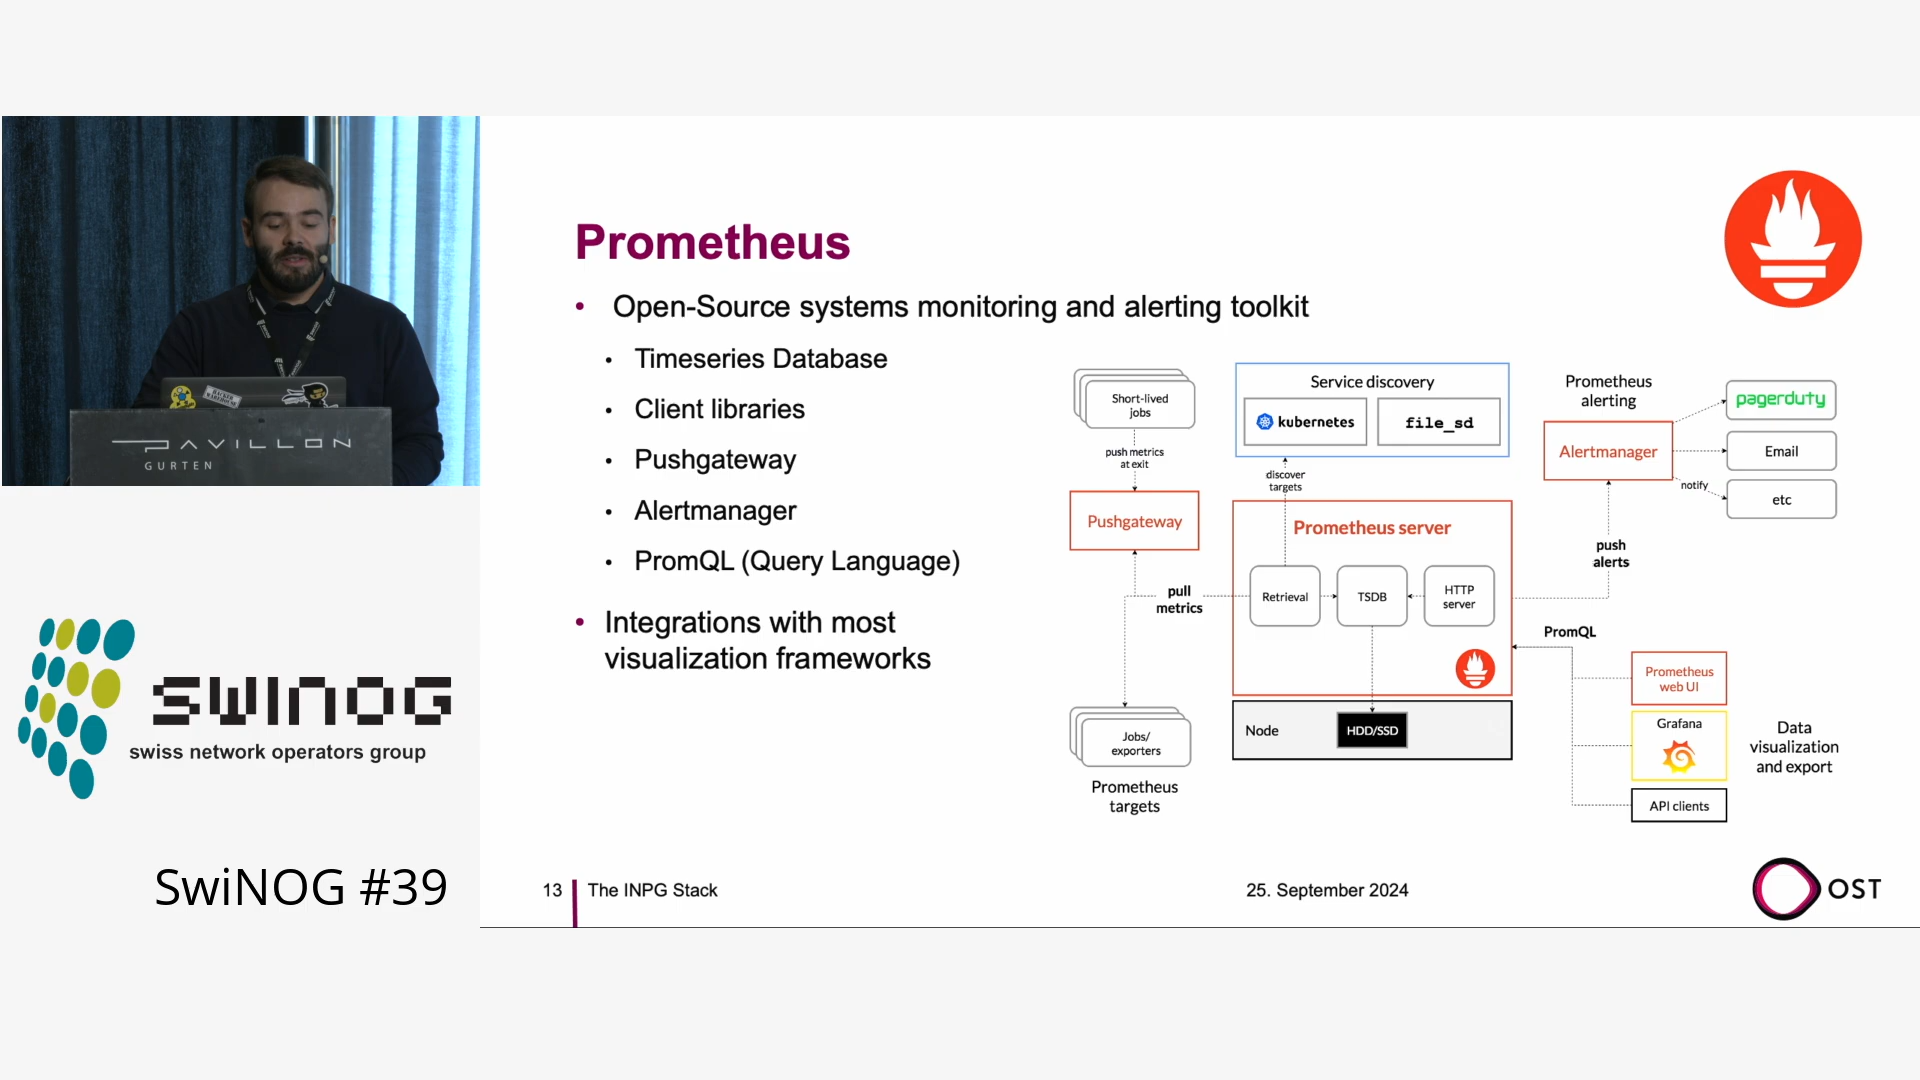 HACKER
WAREHOUSE
PAVILLON
GURTEN
swinog
swiss network operators group
SwiNOG #39
Prometheus
• Open-Source systems monitoring and alerting toolkit
• Timeseries Database
• Client libraries
• Pushgateway
• Alertmanager
• PromQL (Query Language)
• Integrations with most
visualization frameworks
Short-lived
jobs
push metrics
at exit
Pushgateway
pull
metrics
Jobs/
exporters
Prometheus
targets
Service discovery
kubernetes
file_sd
discover
targets
Prometheus server
Retrieval
TSDB
HTTP
server
Node
HDD/SSD
Prometheus
alerting
Alertmanager
pagerduty
Email
notify
etc
push
alerts
PromQL
Prometheus
web UI
Grafana
API clients
Data
visualization
and export
13
The INPG Stack
25. September 2024
OST